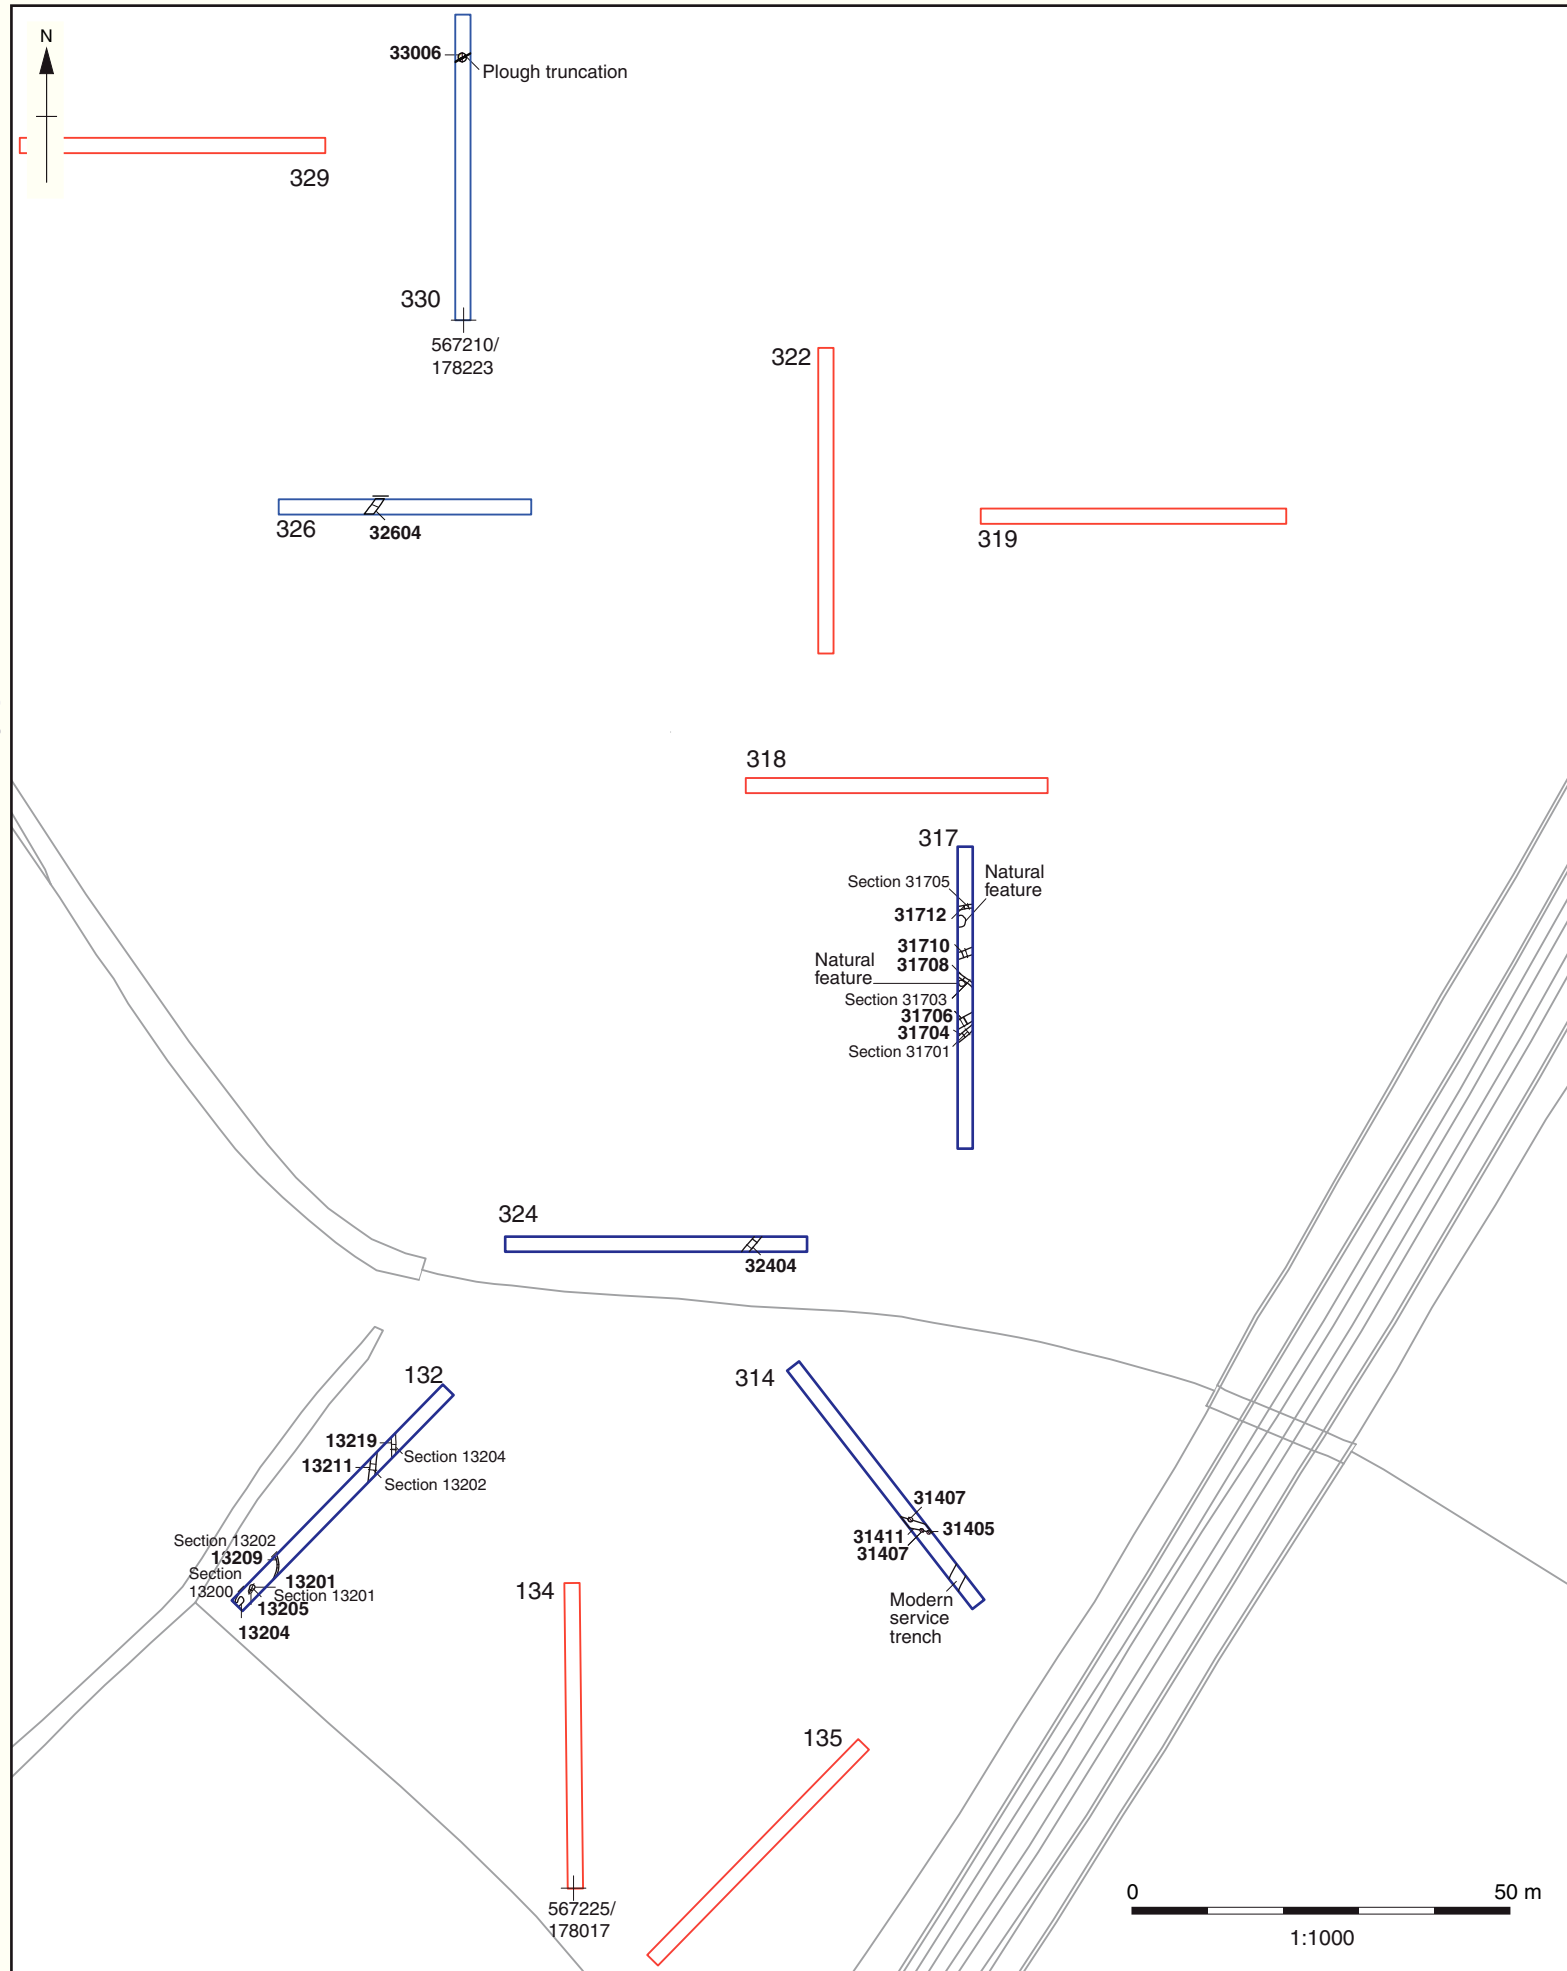 N
33006
Plough truncation
329
330
567210/
178223
322
326
32604
319
318
317
Section 31705
Natural
feature
31712
31710
31708
Natural
feature
Section 31703
31706
31704
Section 31701
324
32404
132
314
13219
Section 13204
13211
Section 13202
31407
31405
31411
31407
Section 13202
13209
Section
13200
13201
Section 13201
13205
13204
134
Modern
service
trench
135
567225/
178017
0
50 m
1:1000